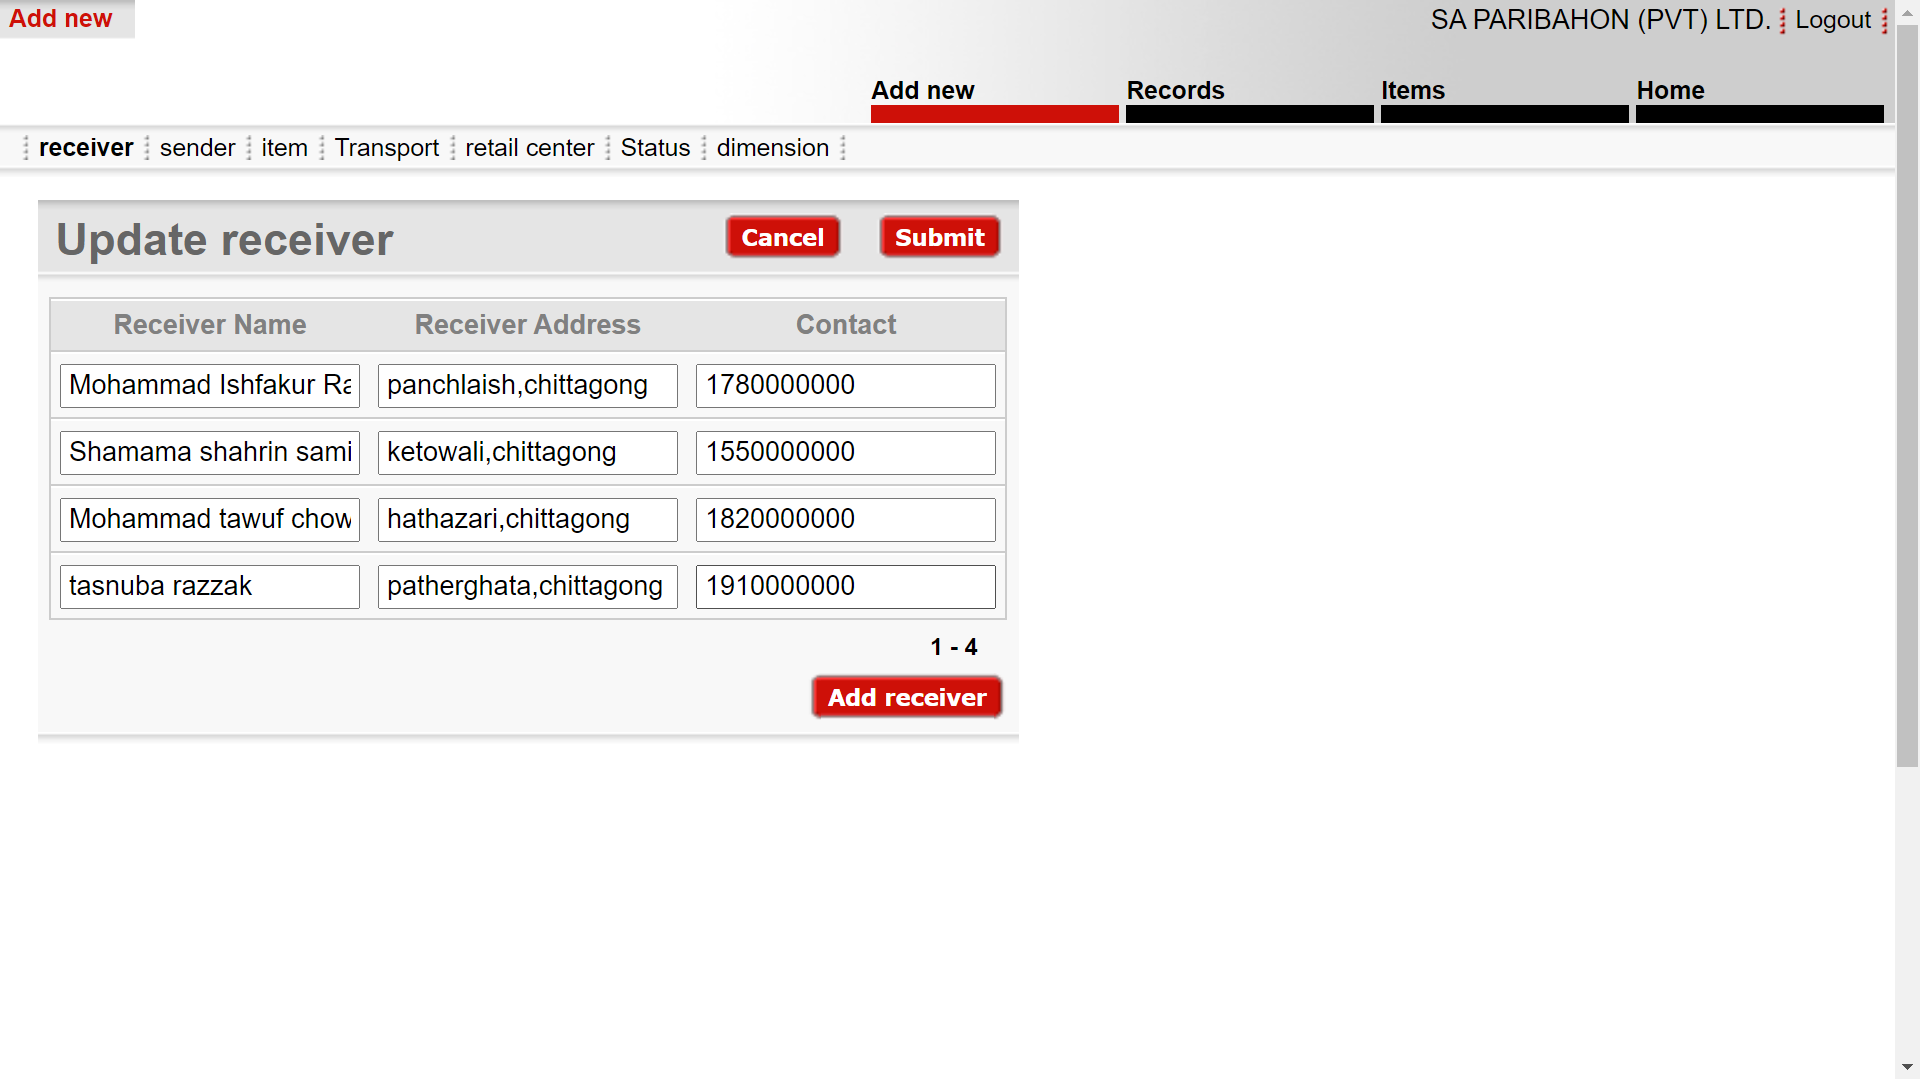 Add new
SA PARIBAHON (PVT) LTD. Logout
Add new Records Items Home
receiver sender item Transport retail center Status dimension
Update receiver Cancel Submit
Receiver Name Receiver Address Contact
Mohammad Ishfakur panchlaish,chittagong 1780000000
Shamama shahrin sami ketowali,chittagong 1550000000
Mohammad tawuf chow hathazari,chittagong 1820000000
tasnuba razzak patherghata,chittagong 1910000000
1 - 4
Add receiver